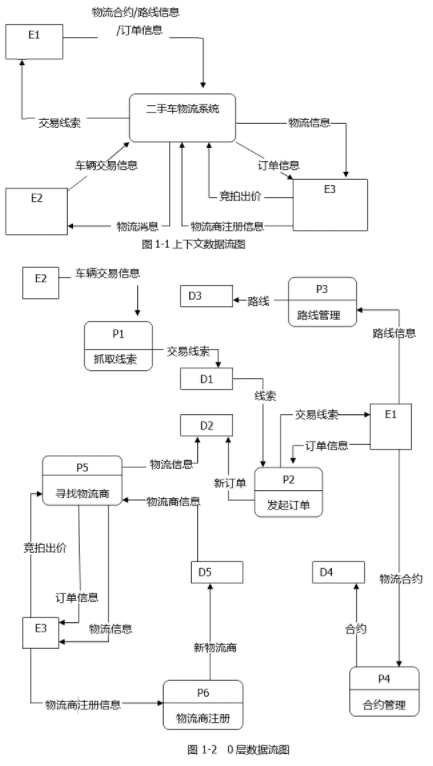 物流合约/路线信息
/订单信息
E1
二手车物流系统
交易线索
物流信息
车辆交易信息
订单信息
E2
E3
竞拍出价
物流消息
物流商注册信息
图 1-1 上下文数据流图
E2
车辆交易信息
D3
路线
P3
路线管理
P1
抓取线索
交易线索
路线信息
D1
线索
D2
交易线索
E1
订单信息
P5
寻找物流商
物流信息
新订单
P2
发起订单
物流商信息
竞拍出价
D5
D4
物流合约
订单信息
E3
物流信息
合约
新物流商
P4
合约管理
P6
物流商注册
物流商注册信息
图 1-2 0 层数据流图